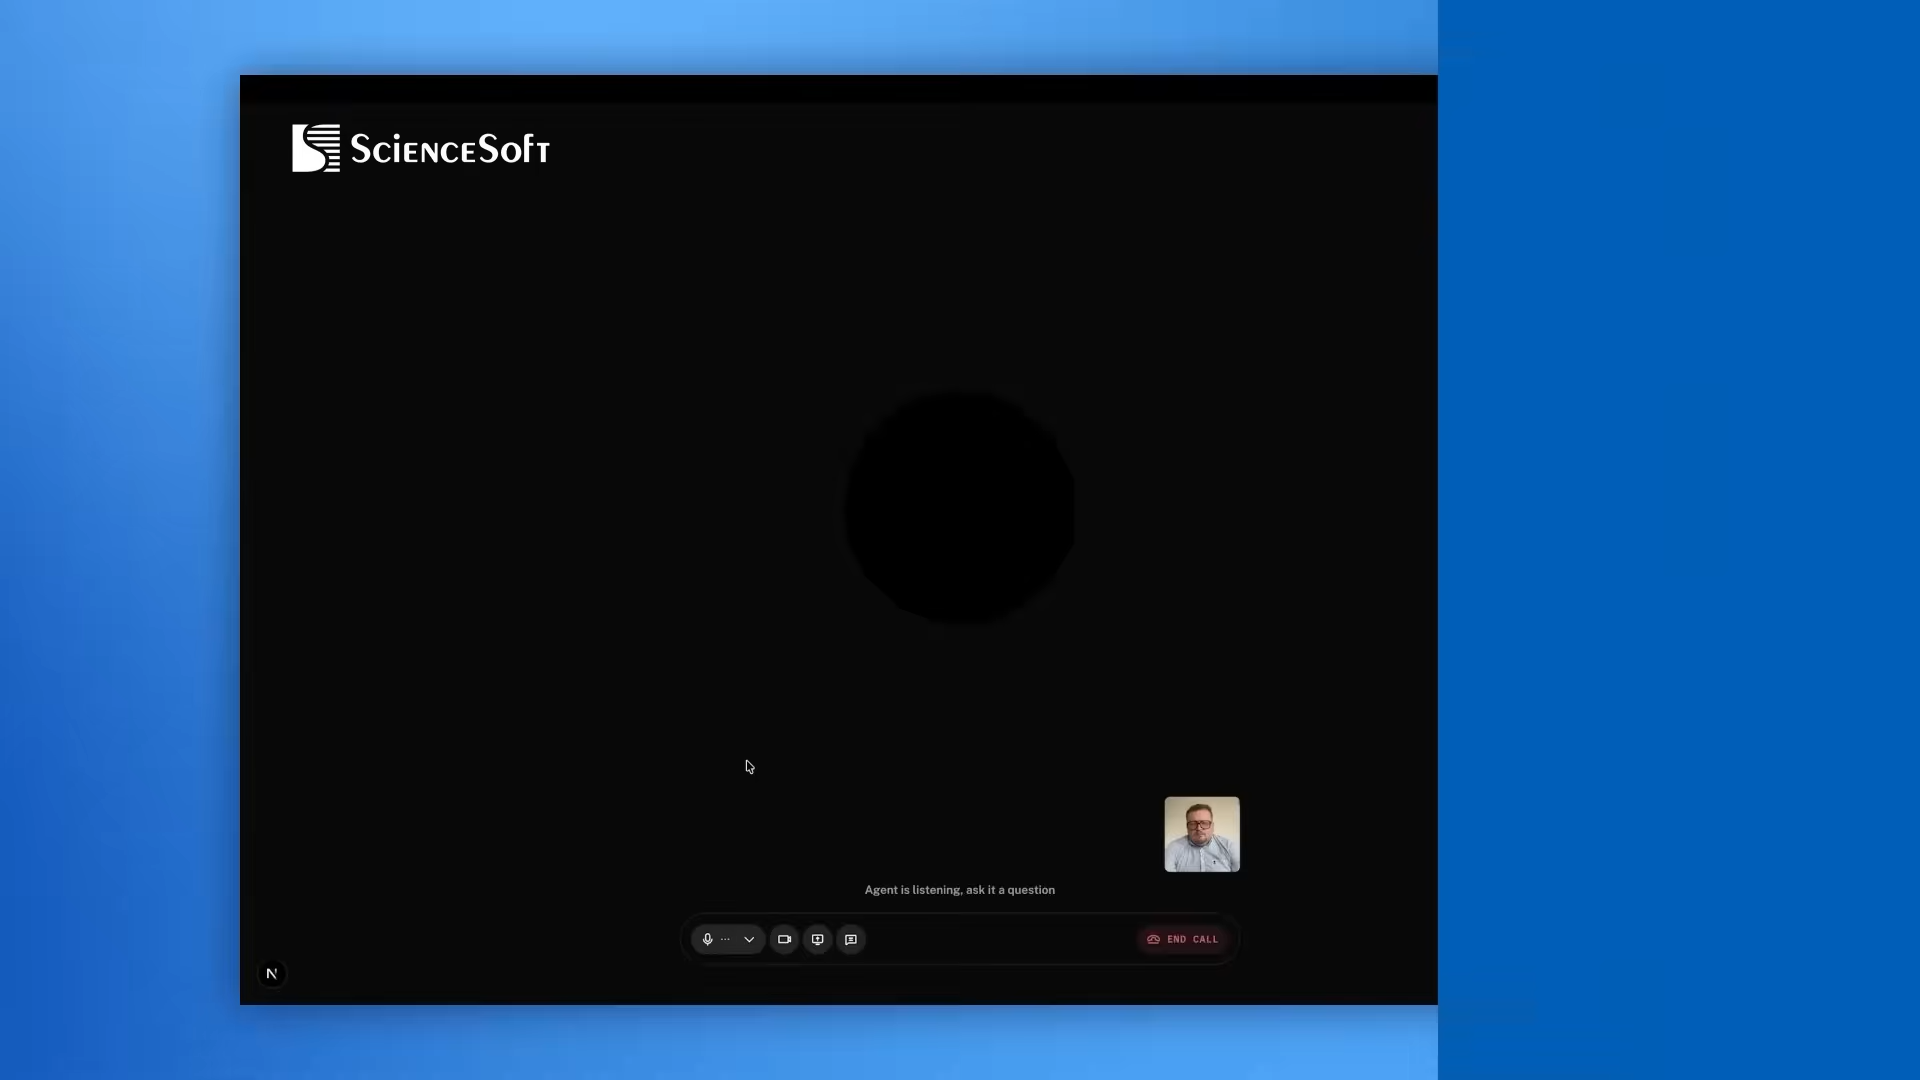 ScienceSoft
Agent is listening, ask it a question
END CALL
N